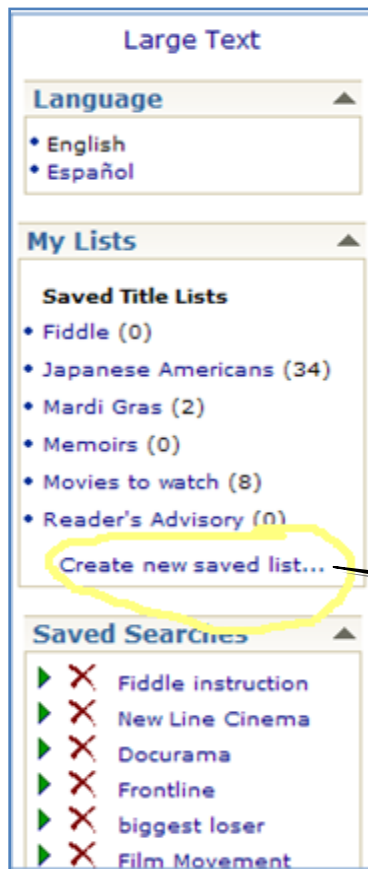 Large Text
Language
English
Español
My Lists
Saved Title Lists
Fiddle (0)
Japanese Americans (34)
Mardi Gras (2)
Memoirs (0)
Movies to watch (8)
Reader's Advisory (0)
Create new saved list...
Saved Searches
Fiddle instruction
New Line Cinema
Docurama
Frontline
biggest loser
Film Movement